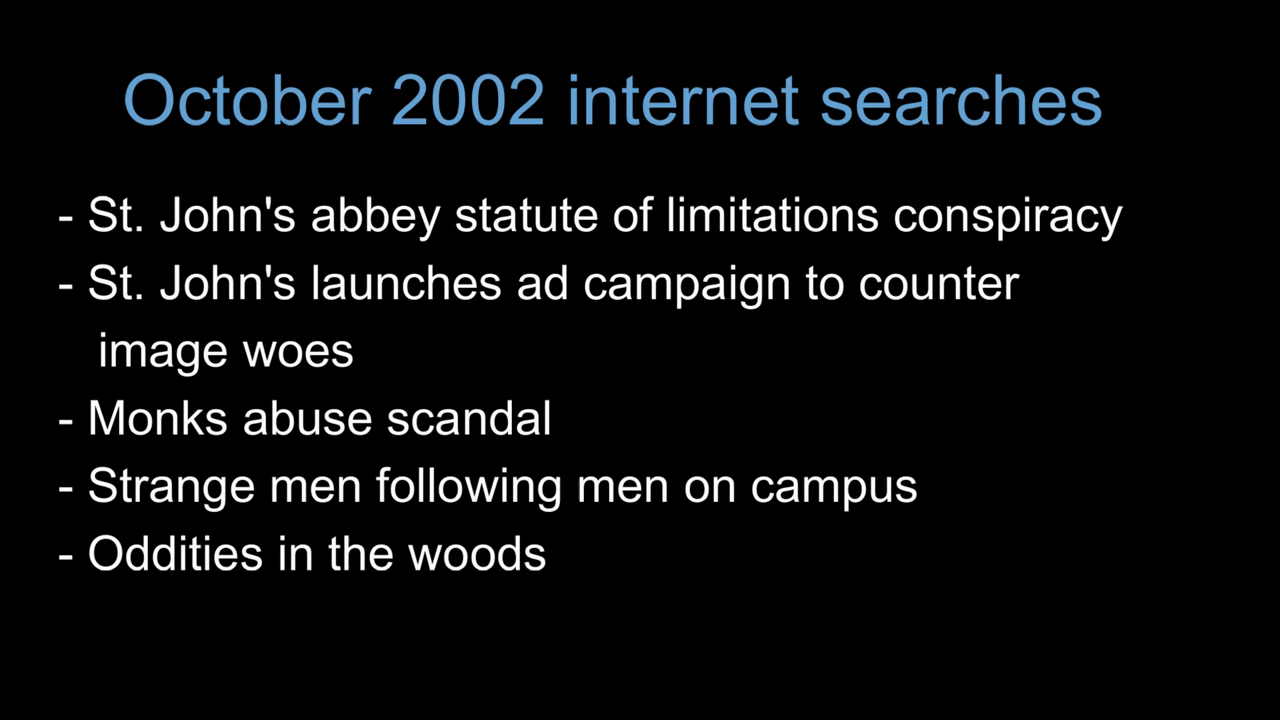 October 2002 internet searches
- St. John's abbey statute of limitations conspiracy
- St. John's launches ad campaign to counter
image woes
- Monks abuse scandal
- Strange men following men on campus
- Oddities in the woods